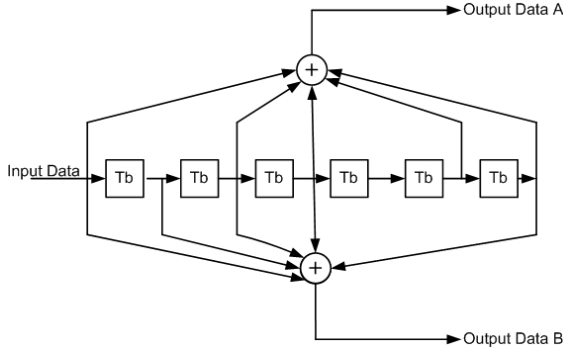 Output Data A
+
Input Data
Tb Tb Tb Tb Tb Tb
+
Output Data B